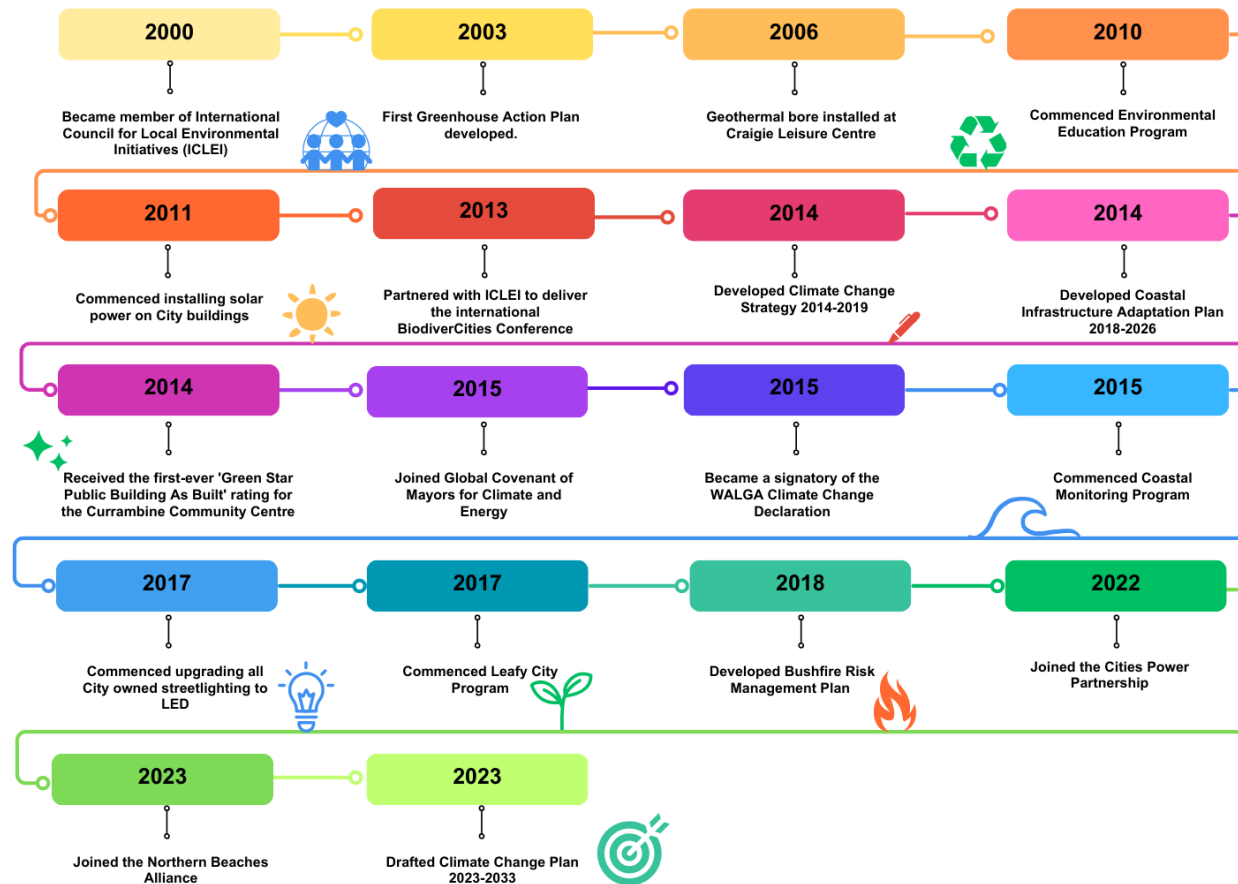 2000
2003
2006
2010
Became member of International
Council for Local Environmental
Initiatives (ICLEI)
First Greenhouse Action Plan
developed.
Geothermal bore installed at
Craigie Leisure Centre
Commenced Environmental
Education Program
2011
2013
2014
2014
Commenced installing solar
power on City buildings
Partnered with ICLEI to deliver
the international
BiodiverCities Conference
Developed Climate Change
Strategy 2014-2019
Developed Coastal
Infrastructure Adaptation Plan
2018-2026
2014
2015
2015
2015
Received the first-ever 'Green Star
Public Building As Built' rating for
the Currambine Community Centre
Joined Global Covenant of
Mayors for Climate and
Energy
Became a signatory of the
WALGA Climate Change
Declaration
Commenced Coastal
Monitoring Program
2017
2017
2018
2022
Commenced upgrading all
City owned streetlighting to
LED
Commenced Leafy City
Program
Developed Bushfire Risk
Management Plan
Joined the Cities Power
Partnership
2023
2023
Joined the Northern Beaches
Alliance
Drafted Climate Change Plan
2023-2033